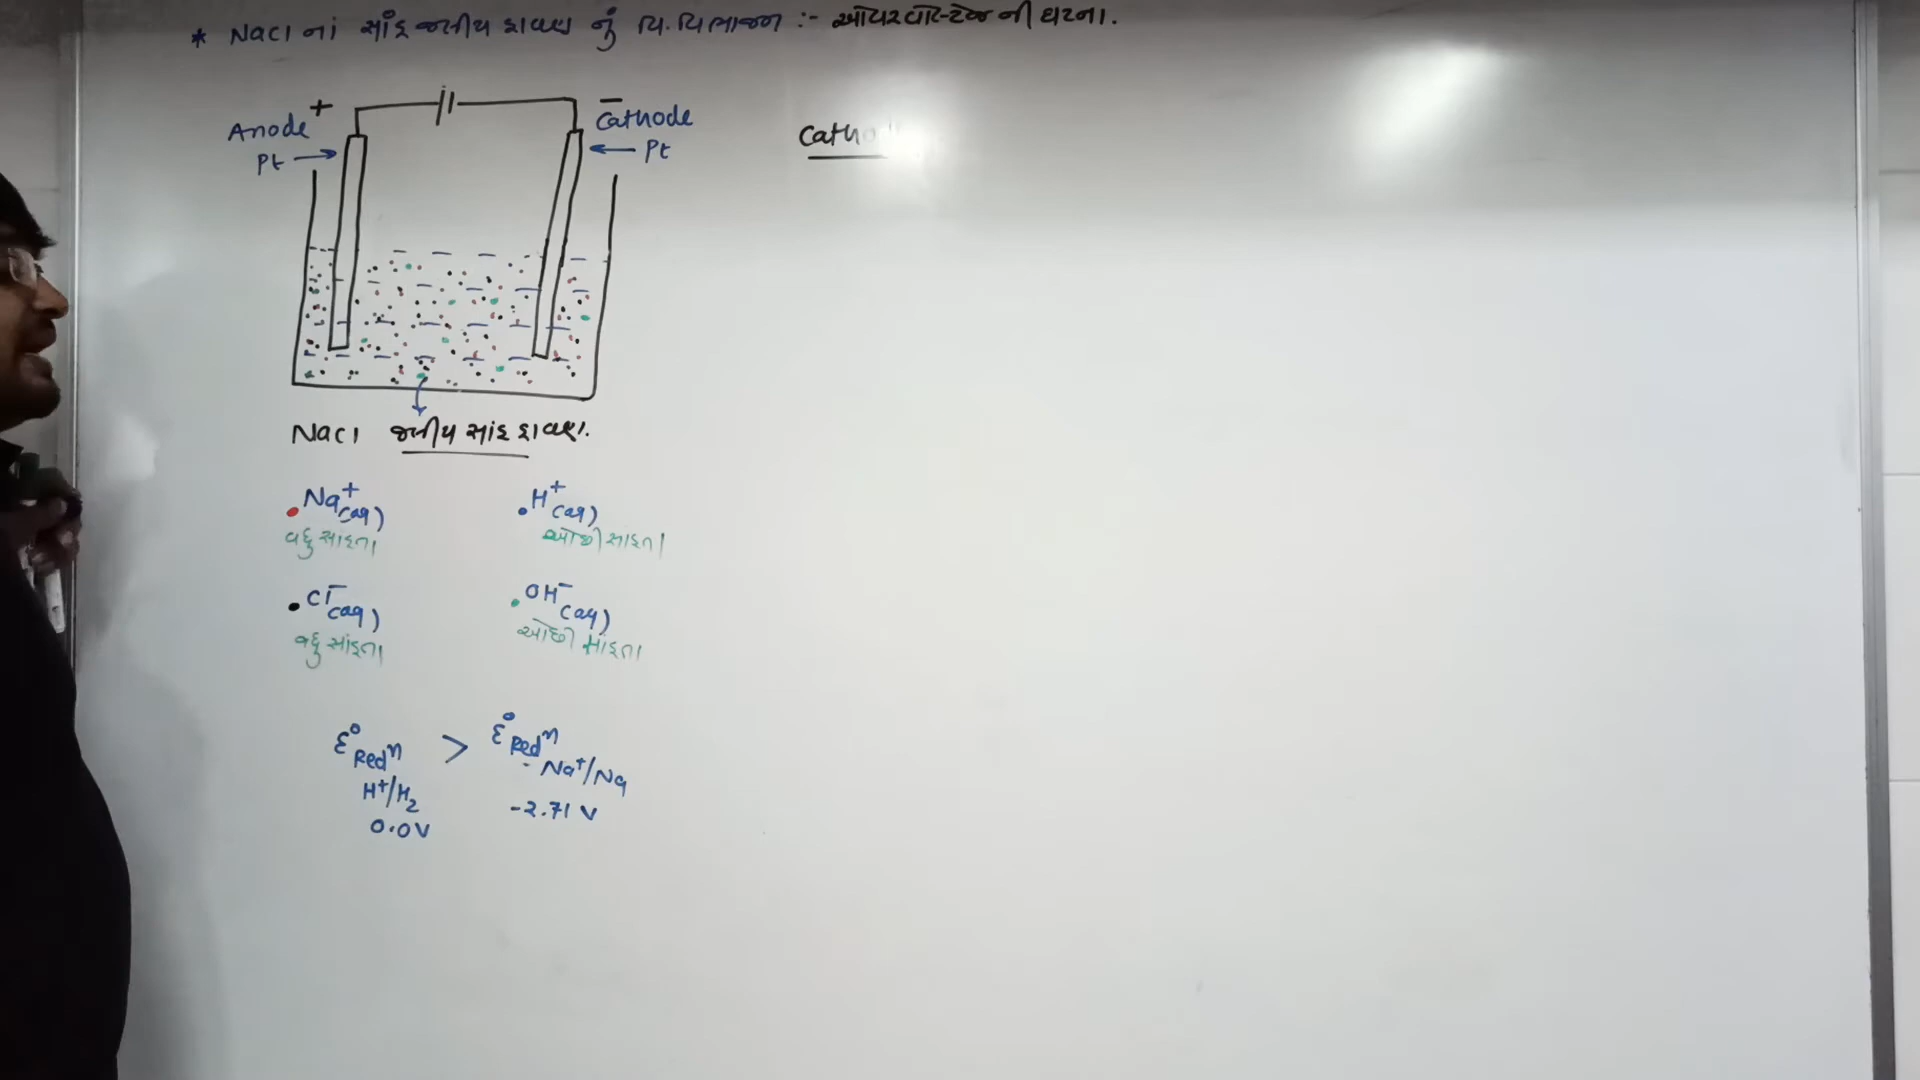 * NaCl નાં સાંદ્ર જલીય દ્રાવણ નું વિ.વિભાજન :- ઓવરવોલ્ટેજ ની ઘટના.
Anode +
Pt →
− Cathode
← Pt
Cathod
NaCl જલીય સાંદ્ર દ્રાવણ.
Na⁺(aq)
વધુ સાંદ્રતા
H⁺(aq)
ઓછી સાંદ્રતા
Cl⁻(aq)
વધુ સાંદ્રતા
OH⁻(aq)
ઓછી સાંદ્રતા
ε° Redⁿ > ε° Redⁿ
H⁺/H₂ Na⁺/Na
0.0V -2.71 V